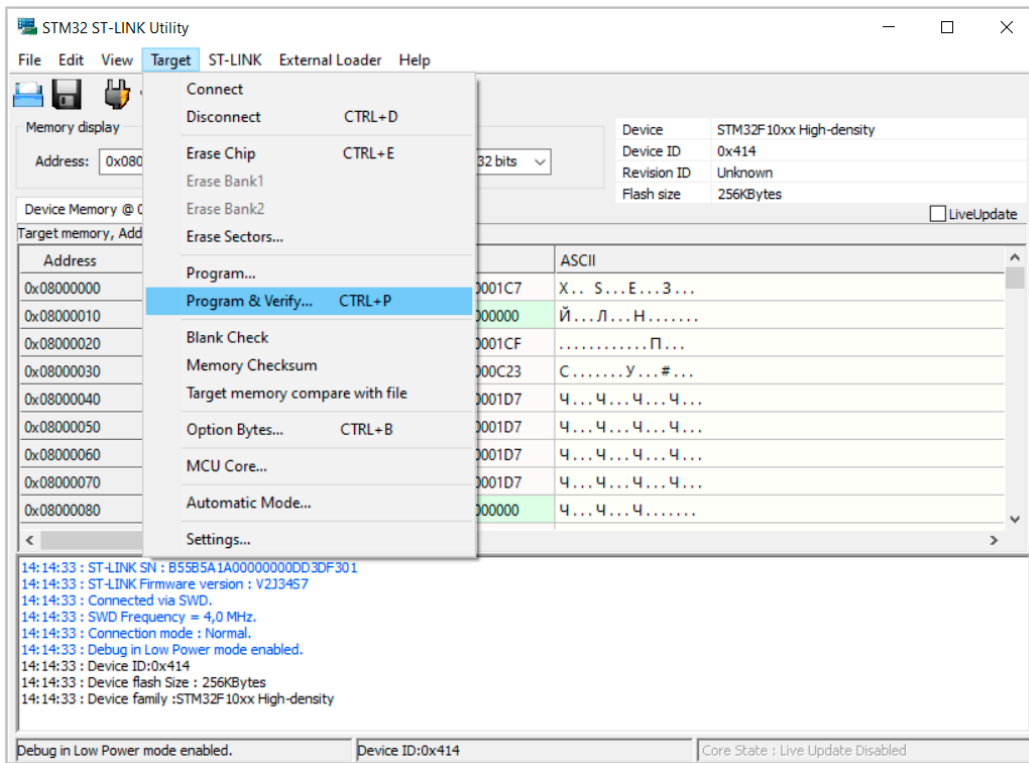 STM32 ST-LINK Utility
File Edit View Target ST-LINK External Loader Help
Connect
Disconnect CTRL+D
Erase Chip CTRL+E
Erase Bank1
Erase Bank2
Erase Sectors...
Program...
Program & Verify... CTRL+P
Blank Check
Memory Checksum
Target memory compare with file
Option Bytes... CTRL+B
MCU Core...
Automatic Mode...
Settings...
Memory display
Address: 0x080
32 bits
Device STM32F10xx High-density
Device ID 0x414
Revision ID Unknown
Flash size 256KBytes
Device Memory @ 0
LiveUpdate
Target memory, Add
Address ASCII
0x08000000 0001C7 X.. S...E...3...
0x08000010 000000 Й...Л...Н.......
0x08000020 0001CF ............П...
0x08000030 000C23 С.......У...#...
0x08000040 0001D7 Ч...Ч...Ч...Ч...
0x08000050 0001D7 Ч...Ч...Ч...Ч...
0x08000060 0001D7 Ч...Ч...Ч...Ч...
0x08000070 0001D7 Ч...Ч...Ч...Ч...
0x08000080 000000 Ч...Ч...Ч.......
14:14:33 : ST-LINK SN : B55B5A1A00000000DD3DF301
14:14:33 : ST-LINK Firmware version : V2J34S7
14:14:33 : Connected via SWD.
14:14:33 : SWD Frequency = 4,0 MHz.
14:14:33 : Connection mode : Normal.
14:14:33 : Debug in Low Power mode enabled.
14:14:33 : Device ID:0x414
14:14:33 : Device flash Size : 256KBytes
14:14:33 : Device family :STM32F10xx High-density
Debug in Low Power mode enabled. Device ID:0x414 Core State : Live Update Disabled